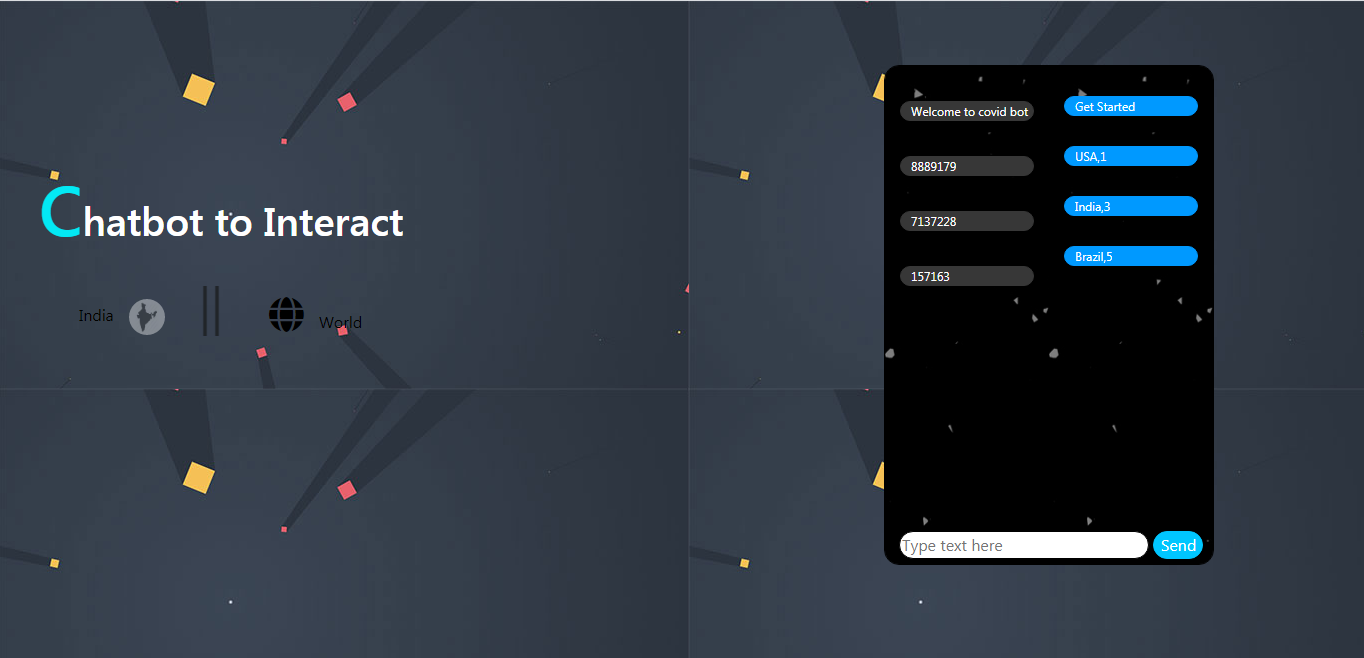 Chatbot to Interact
India
World
Get Started
Welcome to covid bot
USA,1
8889179
India,3
7137228
Brazil,5
157163
Type text here
Send